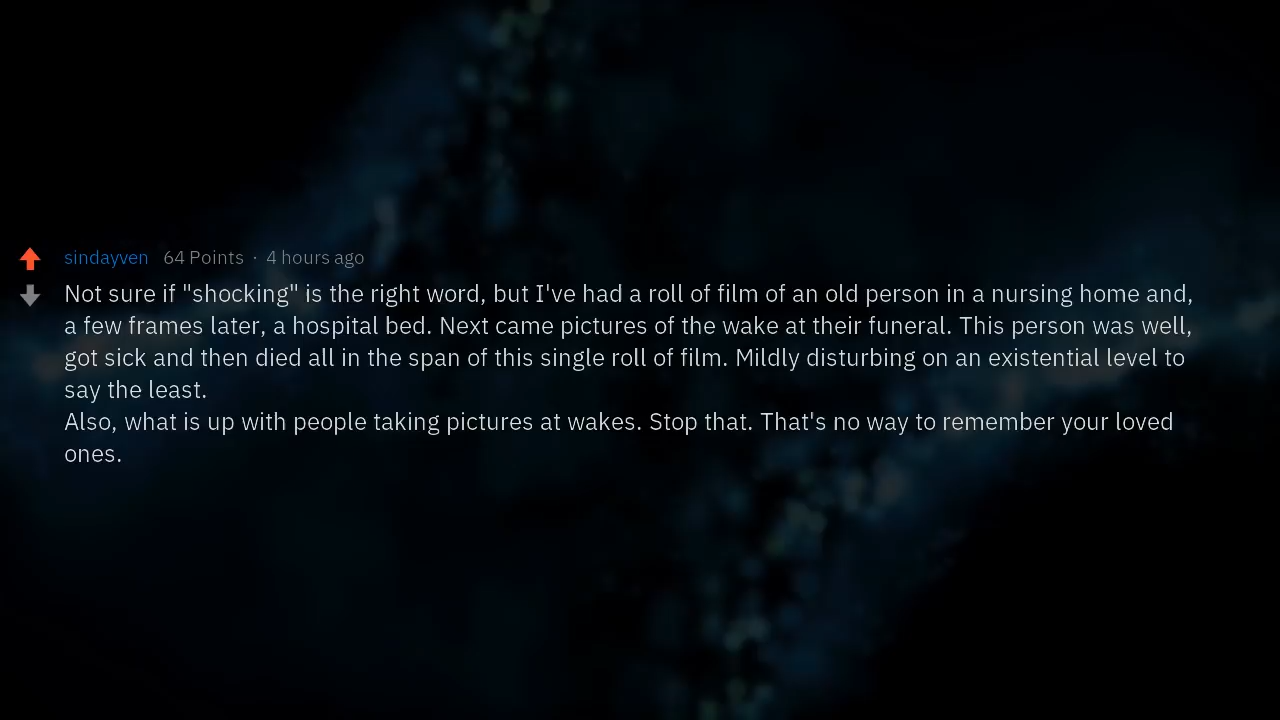 sindayven 64 Points · 4 hours ago
Not sure if "shocking" is the right word, but I've had a roll of film of an old person in a nursing home and,
a few frames later, a hospital bed. Next came pictures of the wake at their funeral. This person was well,
got sick and then died all in the span of this single roll of film. Mildly disturbing on an existential level to
say the least.
Also, what is up with people taking pictures at wakes. Stop that. That's no way to remember your loved
ones.